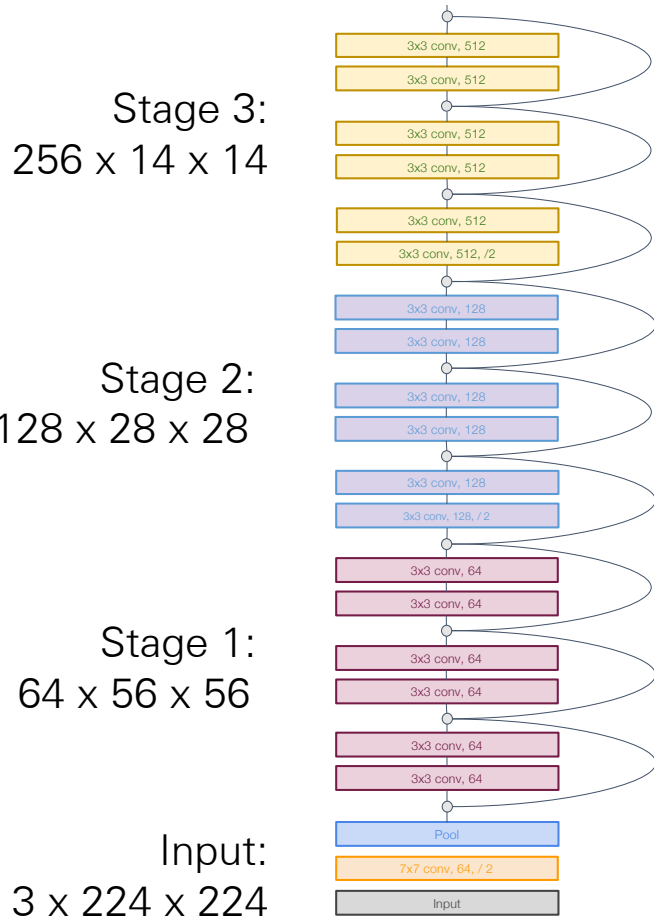 3x3 conv, 512
3x3 conv, 512
Stage 3:
256 x 14 x 14
3x3 conv, 512
3x3 conv, 512
3x3 conv, 512
3x3 conv, 512, /2
3x3 conv, 128
3x3 conv, 128
Stage 2:
128 x 28 x 28
3x3 conv, 128
3x3 conv, 128
3x3 conv, 128
3x3 conv, 128, / 2
3x3 conv, 64
3x3 conv, 64
Stage 1:
64 x 56 x 56
3x3 conv, 64
3x3 conv, 64
3x3 conv, 64
3x3 conv, 64
Input:
3 x 224 x 224
Pool
7x7 conv, 64, / 2
Input